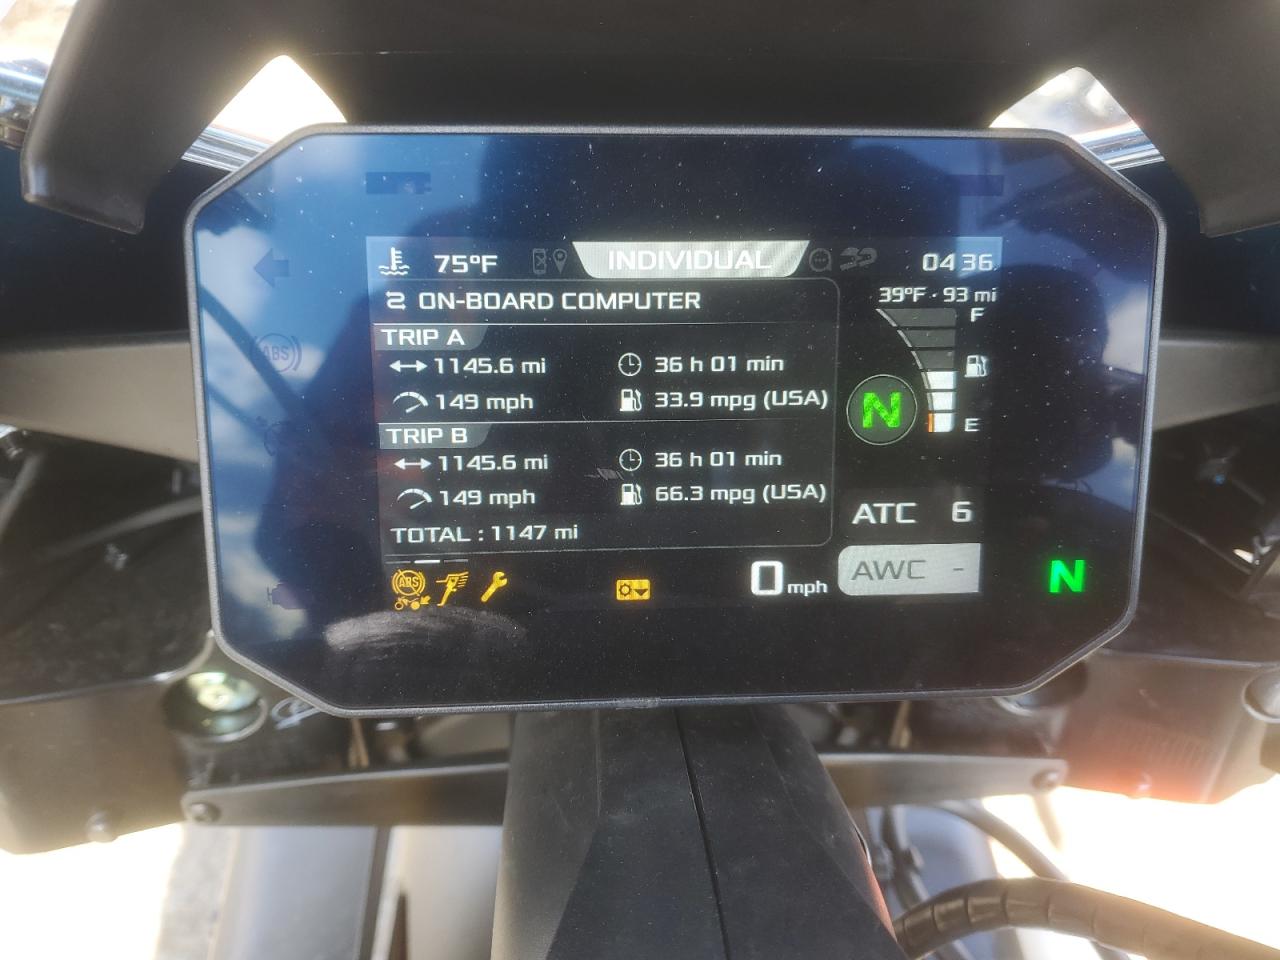 75°F INDIVIDUAL 04 36
39°F · 93 mi
ON-BOARD COMPUTER
F
TRIP A
1145.6 mi 36 h 01 min
149 mph 33.9 mpg (USA)
N
E
TRIP B
1145.6 mi 36 h 01 min
149 mph 66.3 mpg (USA)
TOTAL : 1147 mi
ATC 6
0 mph
AWC -
N
ABS
ABS